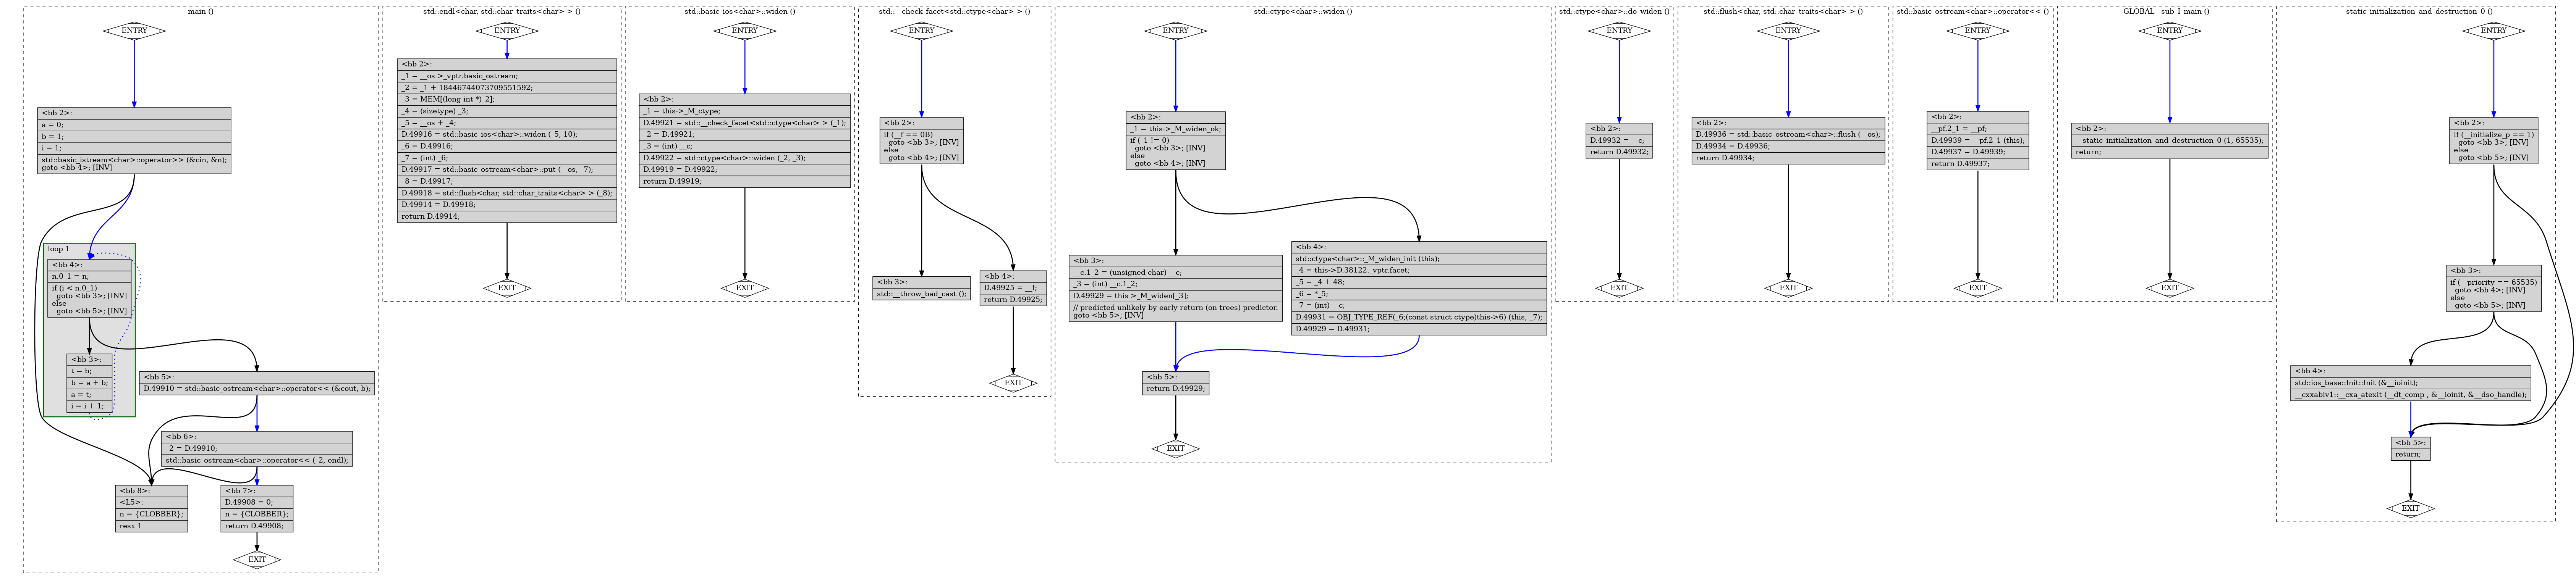 main ()
ENTRY
<bb 2>:
a = 0;
b = 1;
i = 1;
std::basic_istream<char>::operator>> (&cin, &n);
goto <bb 4>; [INV]
loop 1
<bb 4>:
n.0_1 = n;
if (i < n.0_1)
goto <bb 3>; [INV]
else
goto <bb 5>; [INV]
<bb 3>:
t = b;
b = a + b;
a = t;
i = i + 1;
<bb 5>:
D.49910 = std::basic_ostream<char>::operator<< (&cout, b);
<bb 6>:
_2 = D.49910;
std::basic_ostream<char>::operator<< (_2, endl);
<bb 8>:
<L5>:
n = {CLOBBER};
resx 1
<bb 7>:
D.49908 = 0;
n = {CLOBBER};
return D.49908;
EXIT
std::endl<char, std::char_traits<char> > ()
ENTRY
<bb 2>:
_1 = __os->_vptr.basic_ostream;
_2 = _1 + 18446744073709551592;
_3 = MEM[(long int *)_2];
_4 = (sizetype) _3;
_5 = __os + _4;
D.49916 = std::basic_ios<char>::widen (_5, 10);
_6 = D.49916;
_7 = (int) _6;
D.49917 = std::basic_ostream<char>::put (__os, _7);
_8 = D.49917;
D.49918 = std::flush<char, std::char_traits<char> > (_8);
D.49914 = D.49918;
return D.49914;
EXIT
std::basic_ios<char>::widen ()
ENTRY
<bb 2>:
_1 = this->_M_ctype;
D.49921 = std::__check_facet<std::ctype<char> > (_1);
_2 = D.49921;
_3 = (int) __c;
D.49922 = std::ctype<char>::widen (_2, _3);
D.49919 = D.49922;
return D.49919;
EXIT
std::__check_facet<std::ctype<char> > ()
ENTRY
<bb 2>:
if (__f == 0B)
goto <bb 3>; [INV]
else
goto <bb 4>; [INV]
<bb 3>:
std::__throw_bad_cast ();
<bb 4>:
D.49925 = __f;
return D.49925;
EXIT
std::ctype<char>::widen ()
ENTRY
<bb 2>:
_1 = this->_M_widen_ok;
if (_1 != 0)
goto <bb 3>; [INV]
else
goto <bb 4>; [INV]
<bb 3>:
__c.1_2 = (unsigned char) __c;
_3 = (int) __c.1_2;
D.49929 = this->_M_widen[_3];
// predicted unlikely by early return (on trees) predictor.
goto <bb 5>; [INV]
<bb 4>:
std::ctype<char>::_M_widen_init (this);
_4 = this->D.38122._vptr.facet;
_5 = _4 + 48;
_6 = *_5;
_7 = (int) __c;
D.49931 = OBJ_TYPE_REF(_6;(const struct ctype)this->6) (this, _7);
D.49929 = D.49931;
<bb 5>:
return D.49929;
EXIT
std::ctype<char>::do_widen ()
ENTRY
<bb 2>:
D.49932 = __c;
return D.49932;
EXIT
std::flush<char, std::char_traits<char> > ()
ENTRY
<bb 2>:
D.49936 = std::basic_ostream<char>::flush (__os);
D.49934 = D.49936;
return D.49934;
EXIT
std::basic_ostream<char>::operator<< ()
ENTRY
<bb 2>:
__pf.2_1 = __pf;
D.49939 = __pf.2_1 (this);
D.49937 = D.49939;
return D.49937;
EXIT
_GLOBAL__sub_I_main ()
ENTRY
<bb 2>:
__static_initialization_and_destruction_0 (1, 65535);
return;
EXIT
__static_initialization_and_destruction_0 ()
ENTRY
<bb 2>:
if (__initialize_p == 1)
goto <bb 3>; [INV]
else
goto <bb 5>; [INV]
<bb 3>:
if (__priority == 65535)
goto <bb 4>; [INV]
else
goto <bb 5>; [INV]
<bb 4>:
std::ios_base::Init::Init (&__ioinit);
__cxxabiv1::__cxa_atexit (__dt_comp , &__ioinit, &__dso_handle);
<bb 5>:
return;
EXIT